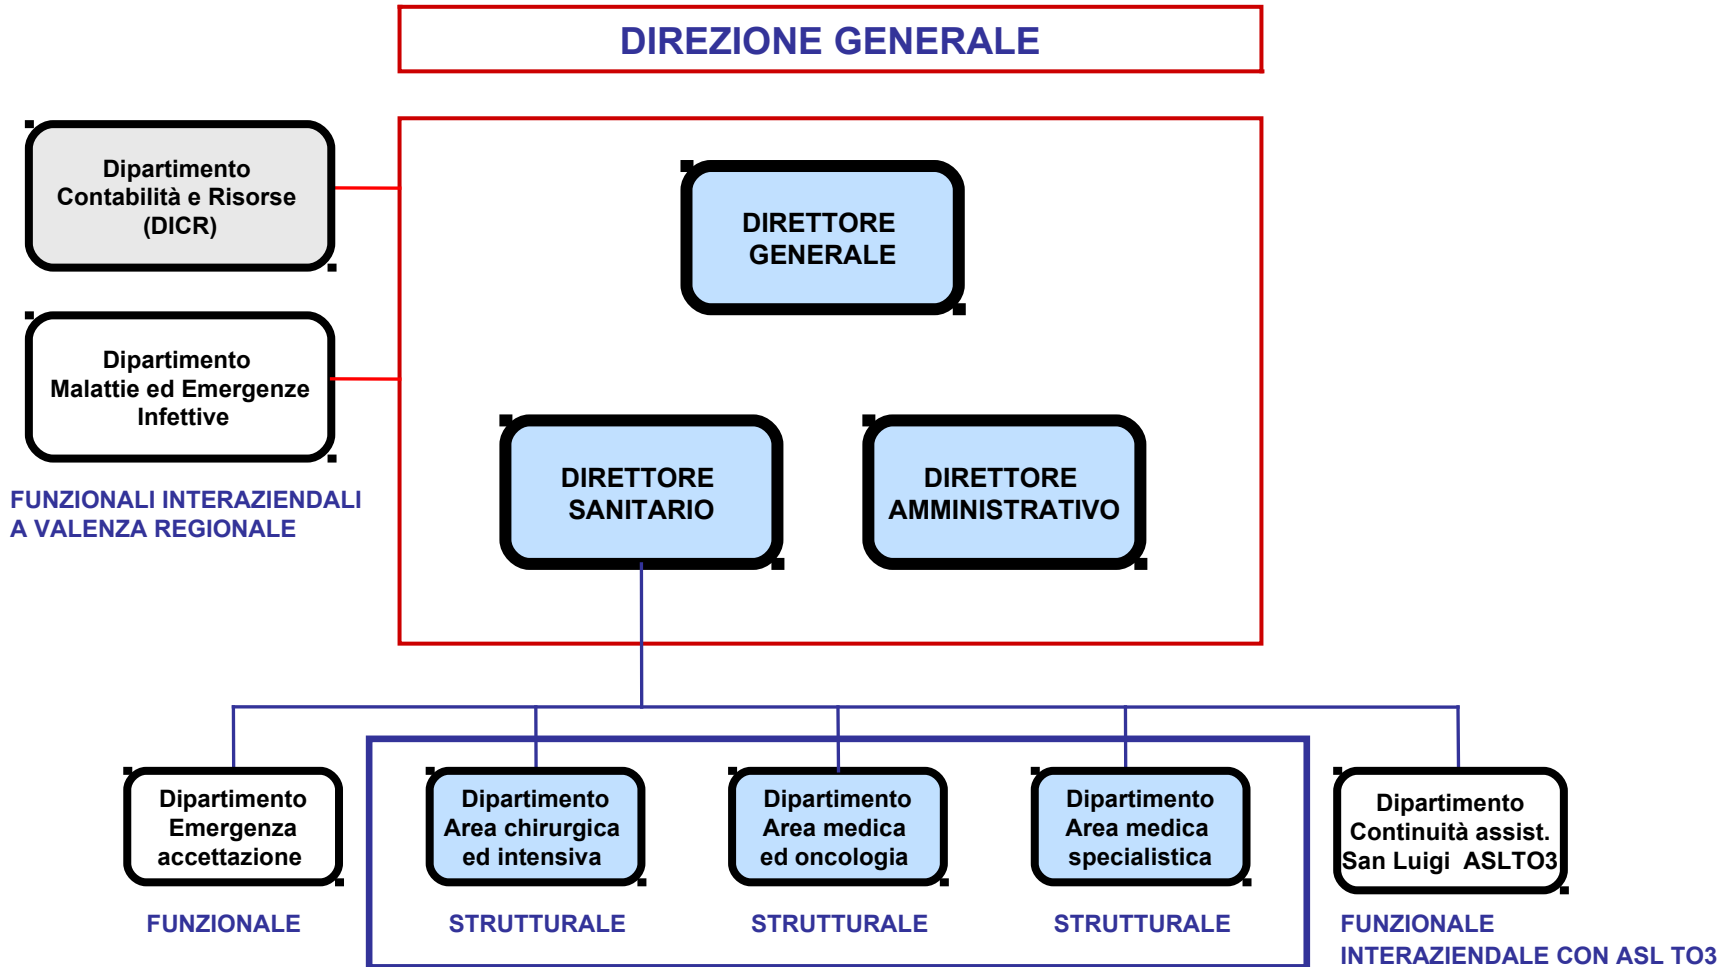 DIREZIONE GENERALE
Dipartimento
Contabilità e Risorse
(DICR)
DIRETTORE
GENERALE
Dipartimento
Malattie ed Emergenze
Infettive
FUNZIONALI INTERAZIENDALI
A VALENZA REGIONALE
DIRETTORE
SANITARIO
DIRETTORE
AMMINISTRATIVO
Dipartimento
Emergenza
accettazione
FUNZIONALE
Dipartimento
Area chirurgica
ed intensiva
STRUTTURALE
Dipartimento
Area medica
ed oncologia
STRUTTURALE
Dipartimento
Area medica
specialistica
STRUTTURALE
Dipartimento
Continuità assist.
San Luigi ASLTO3
FUNZIONALE
INTERAZIENDALE CON ASL TO3